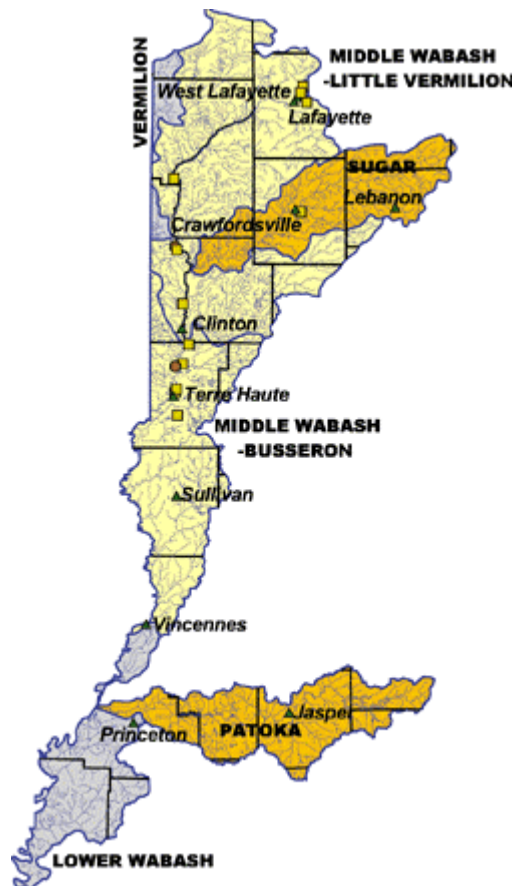 VERMILION
MIDDLE WABASH
-LITTLE VERMILION
West Lafayette
Lafayette
SUGAR
Lebanon
Crawfordsville
Clinton
Terre Haute
MIDDLE WABASH
-BUSSERON
Sullivan
Vincennes
Jasper
Princeton
PATOKA
LOWER WABASH